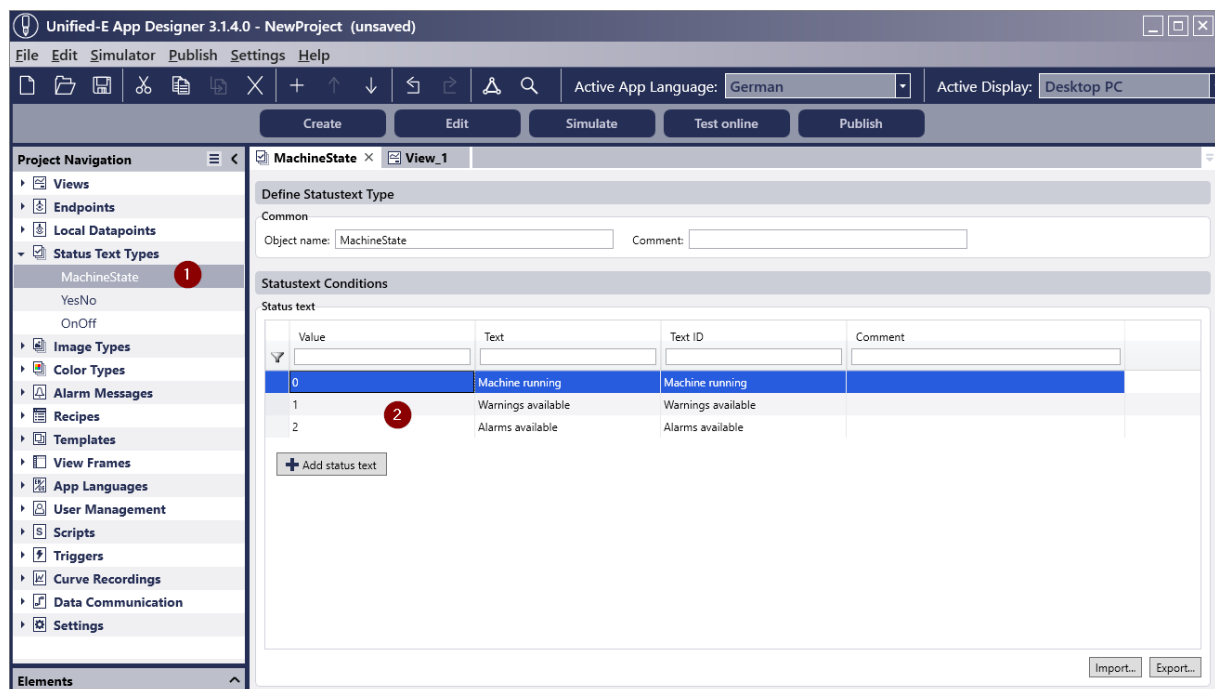 Unified-E App Designer 3.1.4.0 - NewProject (unsaved)
File Edit Simulator Publish Settings Help
Active App Language: German Active Display: Desktop PC
Create Edit Simulate Test online Publish
Project Navigation
Views
Endpoints
Local Datapoints
Status Text Types
MachineState 1
YesNo
OnOff
Image Types
Color Types
Alarm Messages
Recipes
Templates
View Frames
App Languages
User Management
Scripts
Triggers
Curve Recordings
Data Communication
Settings
Elements
MachineState View_1
Define Statustext Type
Common
Object name: MachineState Comment:
Statustext Conditions
Status text
Value Text Text ID Comment
0 Machine running Machine running
1 Warnings available Warnings available
2
2 Alarms available Alarms available
Add status text
Import... Export...